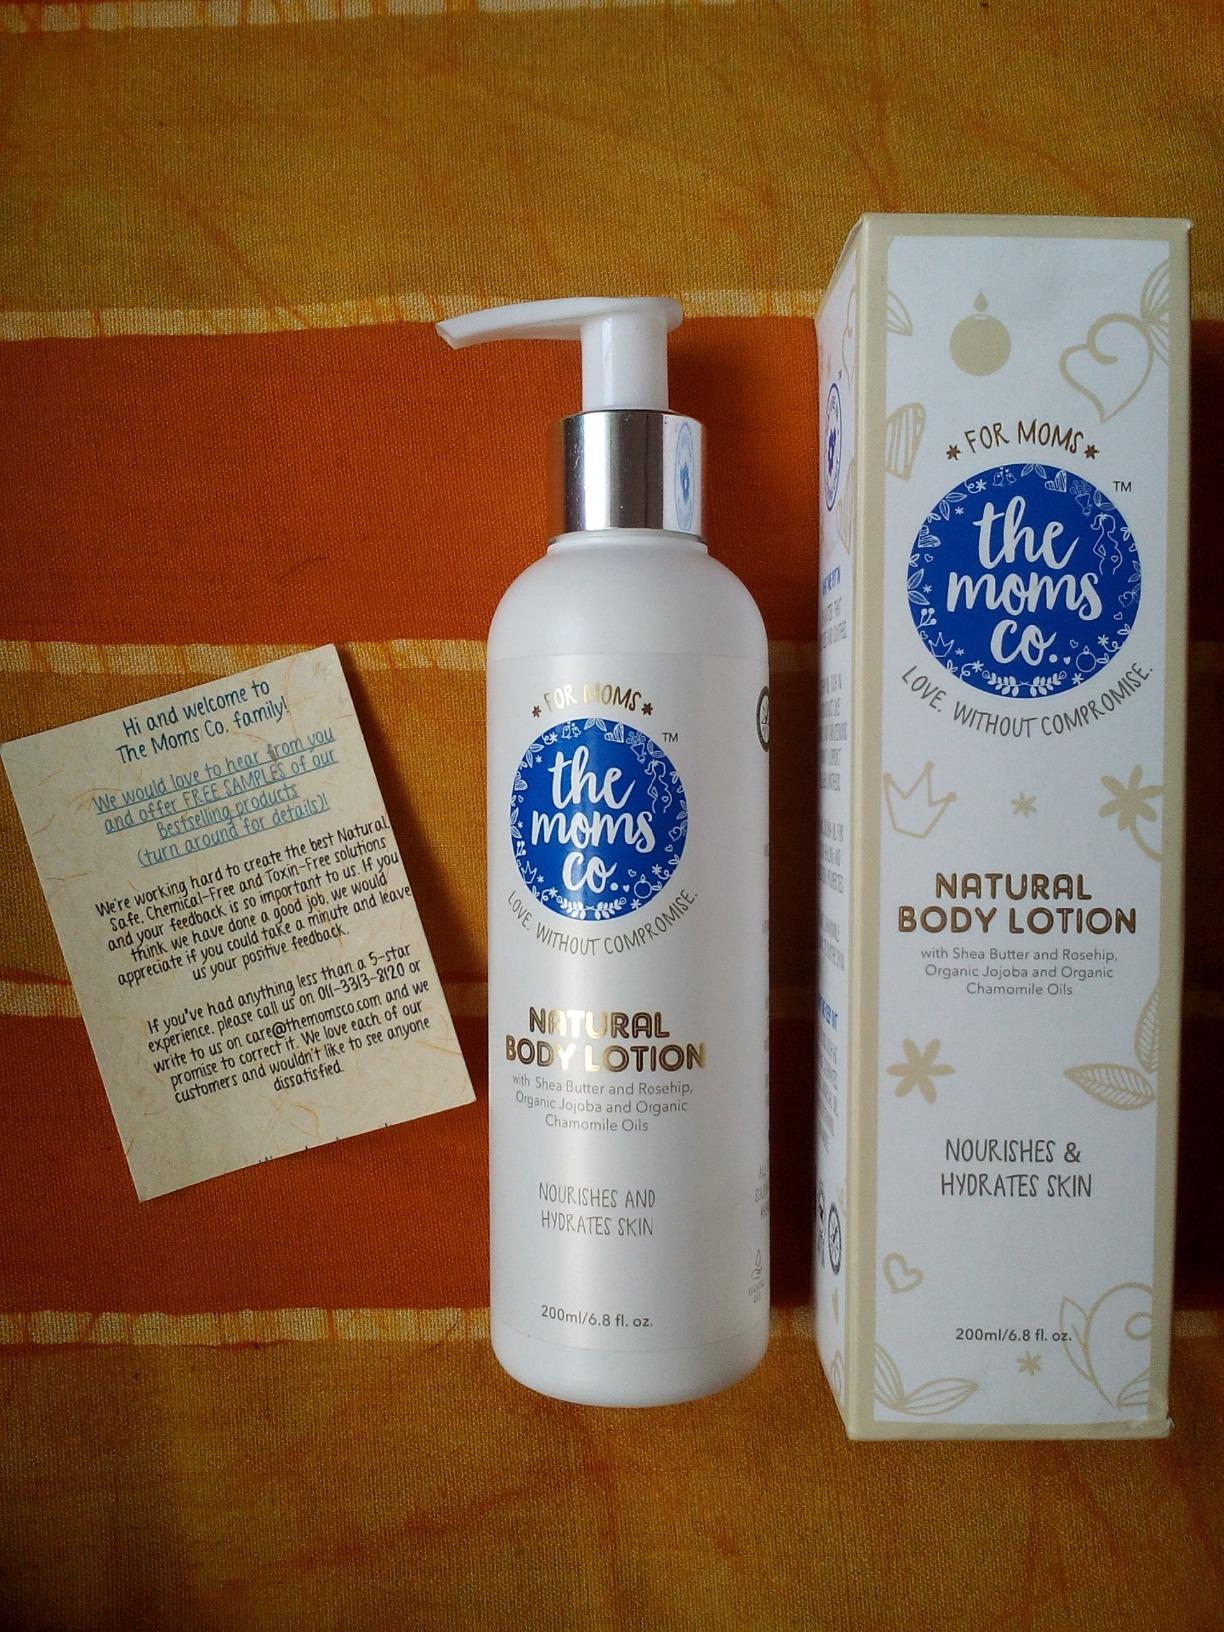 Hi and welcome to
The Moms Co. family!
We would love to hear from you
and offer FREE SAMPLES of our
Bestselling products
(turn around for details)!
We're working hard to create the best Natural,
Safe, Chemical-Free and Toxin-Free solutions
and your feedback is so important to us. If you
think we have done a good job, we would
appreciate if you could take a minute and leave
us your positive feedback.
If you've had anything less than a 5-star
experience, please call us on 011-3313-8120 or
write to us on care@themomsco.com and we
promise to correct it. We love each of our
customers and wouldn't like to see anyone
dissatisfied.
FOR MOMS
the
moms
co.
TM
LOVE. WITHOUT COMPROMISE.
NATURAL
BODY LOTION
with Shea Butter and Rosehip,
Organic Jojoba and Organic
Chamomile Oils
NOURISHES AND
HYDRATES SKIN
200ml/6.8 fl. oz.
FOR MOMS
the
moms
co.
TM
LOVE. WITHOUT COMPROMISE.
NATURAL
BODY LOTION
with Shea Butter and Rosehip,
Organic Jojoba and Organic
Chamomile Oils
NOURISHES &
HYDRATES SKIN
200ml/6.8 fl. oz.